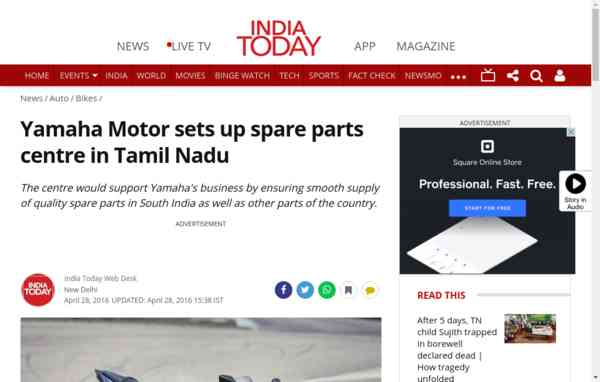 INDIA
TODAY
NEWS
LIVE TV
APP
MAGAZINE
HOME EVENTS INDIA WORLD MOVIES BINGE WATCH TECH SPORTS FACT CHECK NEWSMO
News / Auto / Bikes /
Yamaha Motor sets up spare parts
centre in Tamil Nadu
The centre would support Yamaha's business by ensuring smooth supply
of quality spare parts in South India as well as other parts of the country.
ADVERTISEMENT
INDIA
TODAY
India Today Web Desk
New Delhi
April 28, 2016 UPDATED: April 28, 2016 15:38 IST
ADVERTISEMENT
Square Online Store
Professional. Fast. Free.
START FOR FREE
Story in
Audio
READ THIS
After 5 days, TN
child Sujith trapped
in borewell
declared dead |
How tragedy
unfolded